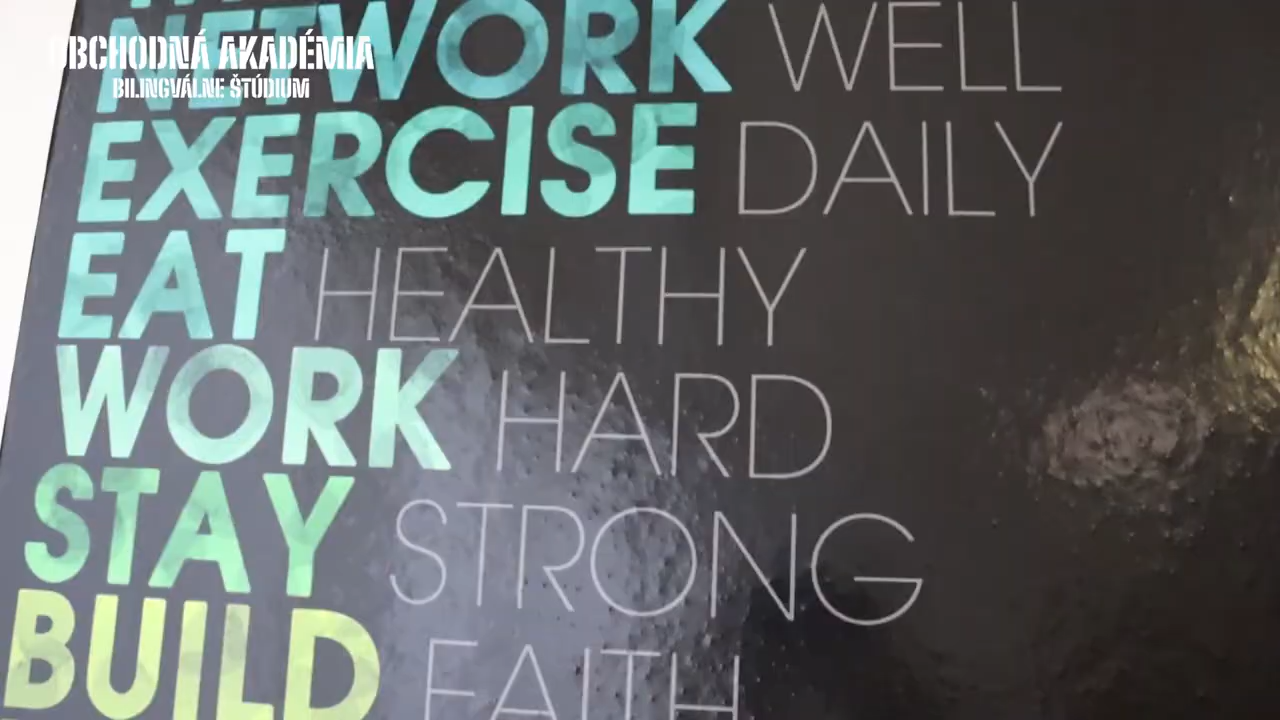 OBCHODNÁ AKADÉMIA
BILINGVÁLNE ŠTÚDIUM
NETWORK WELL
EXERCISE DAILY
EAT HEALTHY
WORK HARD
STAY STRONG
BUILD FAITH